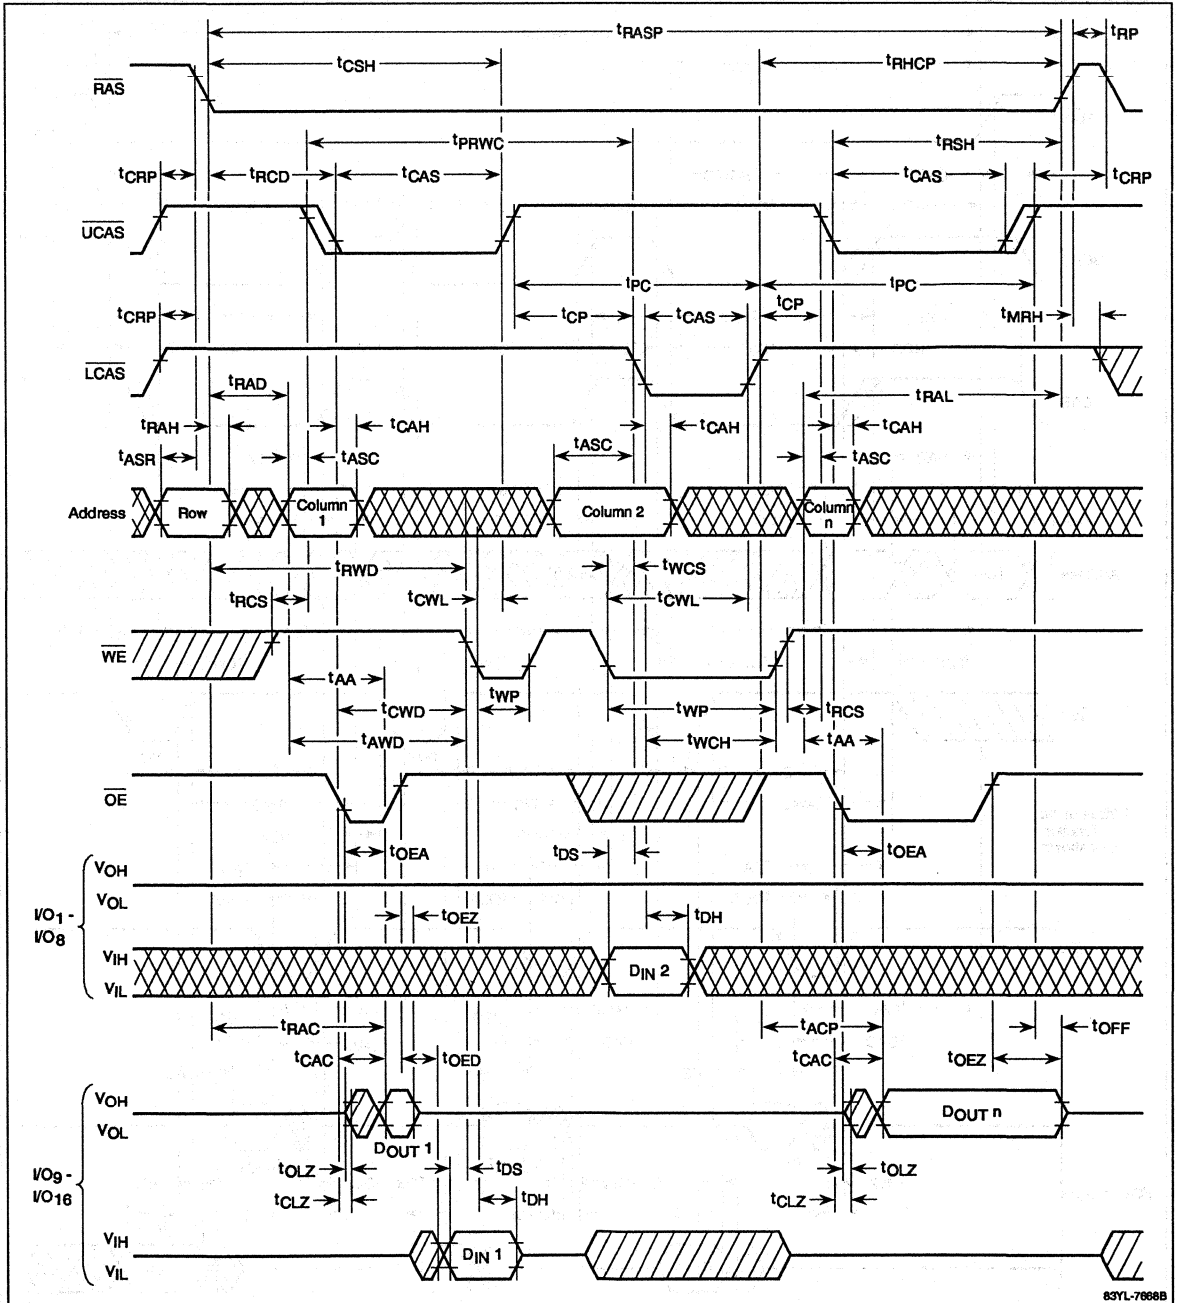 tRASP
tRP
tCSH
tRHCP
RAS
tPRWC
tRSH
tCRP
tRCD
tCAS
tCAS
tCRP
UCAS
tPC
tPC
tCRP
tCP
tCAS
tCP
tMRH
LCAS
tRAD
tRAL
tRAH
tCAH
tCAH
tCAH
tASR
tASC
tASC
tASC
Address
Row
Column 1
Column 2
Column n
tRWD
tWCS
tRCS
tCWL
tCWL
WE
tAA
tWP
tCWD
tWP
tRCS
tAWD
tWCH
tAA
OE
tOEA
tDS
tOEA
VOH
VOL
I/O1 -
I/O8
tOEZ
tDH
VIH
VIL
DIN 2
tRAC
tACP
tOFF
tCAC
tOED
tCAC
tOEZ
VOH
VOL
DOUT 1
DOUT n
I/O9 -
I/O16
tOLZ
tDS
tOLZ
tCLZ
tDH
tCLZ
VIH
VIL
DIN 1
83YL-7668B